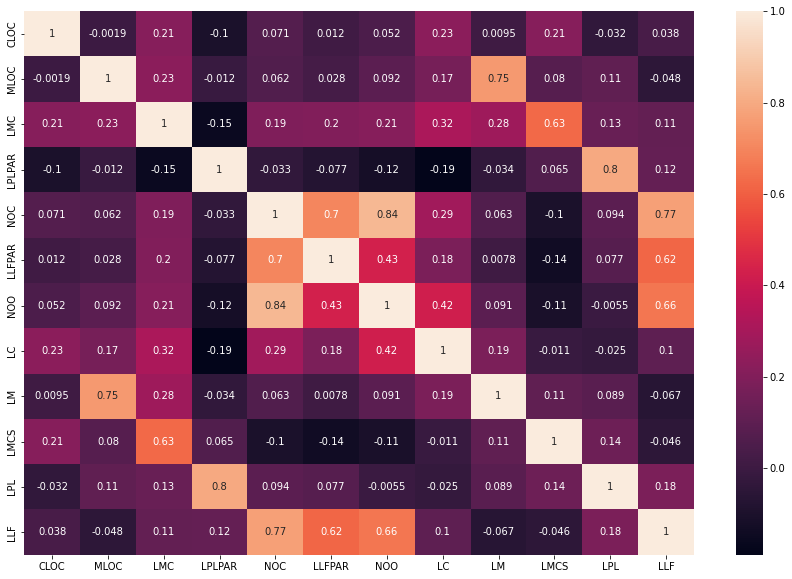 CLOC 1 -0.0019 0.21 -0.1 0.071 0.012 0.052 0.23 0.0095 0.21 -0.032 0.038
MLOC -0.0019 1 0.23 -0.012 0.062 0.028 0.092 0.17 0.75 0.08 0.11 -0.048
LMC 0.21 0.23 1 -0.15 0.19 0.2 0.21 0.32 0.28 0.63 0.13 0.11
LPLPAR -0.1 -0.012 -0.15 1 -0.033 -0.077 -0.12 -0.19 -0.034 0.065 0.8 0.12
NOC 0.071 0.062 0.19 -0.033 1 0.7 0.84 0.29 0.063 -0.1 0.094 0.77
LLFPAR 0.012 0.028 0.2 -0.077 0.7 1 0.43 0.18 0.0078 -0.14 0.077 0.62
NOO 0.052 0.092 0.21 -0.12 0.84 0.43 1 0.42 0.091 -0.11 -0.0055 0.66
LC 0.23 0.17 0.32 -0.19 0.29 0.18 0.42 1 0.19 -0.011 -0.025 0.1
LM 0.0095 0.75 0.28 -0.034 0.063 0.0078 0.091 0.19 1 0.11 0.089 -0.067
LMCS 0.21 0.08 0.63 0.065 -0.1 -0.14 -0.11 -0.011 0.11 1 0.14 -0.046
LPL -0.032 0.11 0.13 0.8 0.094 0.077 -0.0055 -0.025 0.089 0.14 1 0.18
LLF 0.038 -0.048 0.11 0.12 0.77 0.62 0.66 0.1 -0.067 -0.046 0.18 1
CLOC MLOC LMC LPLPAR NOC LLFPAR NOO LC LM LMCS LPL LLF
1.0
0.8
0.6
0.4
0.2
0.0